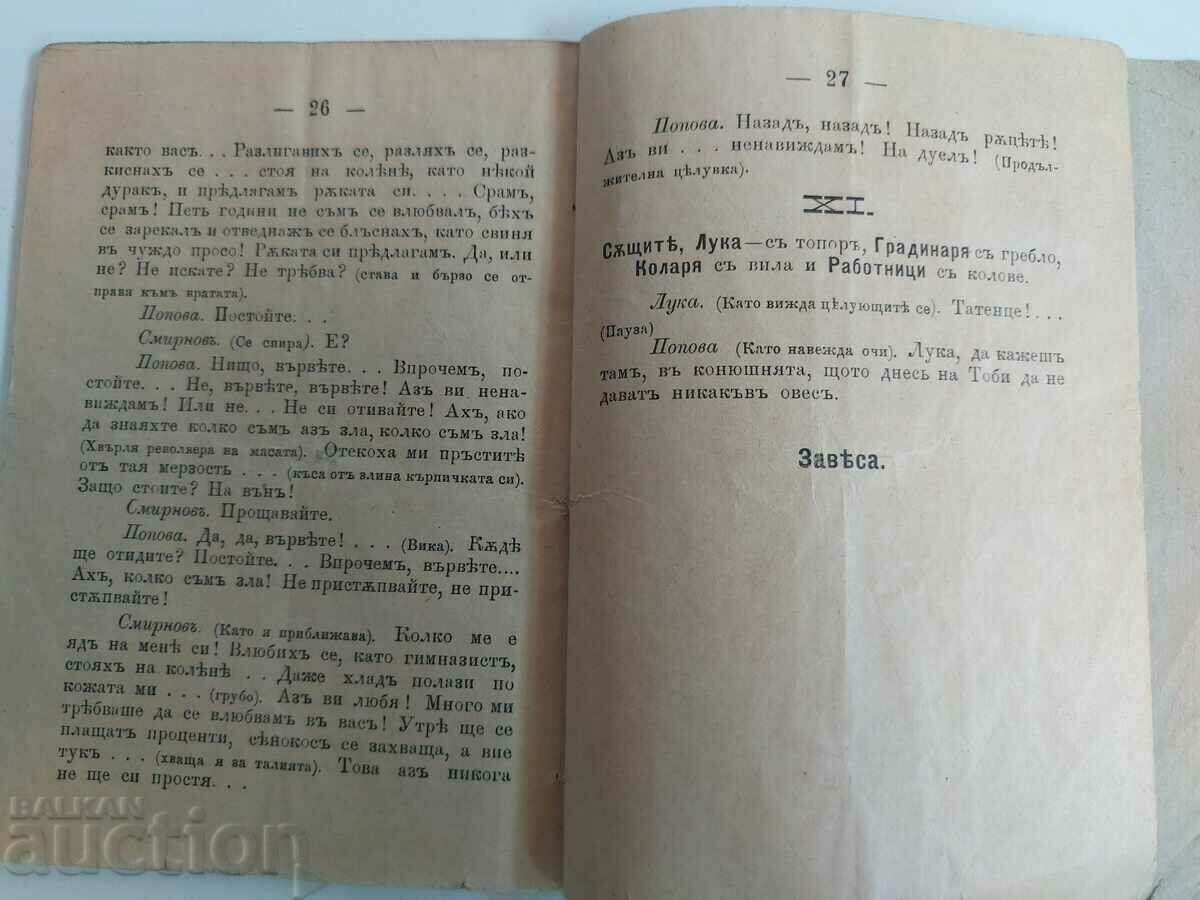 — 26 —
както васъ. . . Разлигавихъ се, разляхъ се, раз-
киснахъ се . . . стоя на колѣнѣ, като нѣкой
дуракъ, и прѣдлагамъ рѫката си. . . . Срамъ,
срамъ! Петь години не съмъ се влюбвалъ, бѣхъ
се зарекалъ и отведнажъ се блъснахъ, като свиня
въ чуждо просо! Рѫката си прѣдлагамъ. Да, или
не? Не искате? Не трѣбва? (става и бързо се от-
правя къмъ вратата).
Попова. Постойте. . .
Смирновъ. (Се спира). Е?
Попова. Нищо, вървѣте. . . Впрочемъ, по-
стойте. . . Не, вървѣте, вървѣте! Азъ ви нена-
виждамъ! Или не. . . Не си отивайте! Ахъ, ако
да знаяхте колко съмъ азъ зла, колко съмъ зла!
(Хвърля револвера на масата). Отекоха ми пръститѣ
отъ тая мерзость . . . (къса отъ злина кърпичката си).
Защо стоите? На вънъ!
Смирновъ. Прощавайте.
Попова. Да, да, вървѣте! . . . (Вика). Кѫдѣ
ще отидите? Постойте. . . Впрочемъ, вървѣте....
Ахъ, колко съмъ зла! Не пристѫпвайте, не при-
стѫпвайте!
Смирновъ. (Като я приближава). Колко ме е
ядъ на менѣ си! Влюбихъ се, като гимназистъ,
стояхъ на колѣнѣ . . Даже хладъ полази по
кожата ми . . . (грубо). Азъ ви любя! Много ми
трѣбваше да се влюбвамъ въ васъ! Утрѣ ще се
плащатъ проценти, сѣнокосъ се захваща, а вие
тукъ . . . (хваща я за талията). Това азъ никога
не ще си простя. . .
— 27 —
Попова. Назадъ, назадъ! Назадъ рѫцѣтѣ!
Азъ ви . . . ненавиждамъ! На дуелъ! (Продъл-
жителна цѣлувка).
XI.
Сѫщитѣ, Лука—съ топоръ, Градинаря съ гребло,
Коларя съ вила и Работници съ колове.
Лука. (Като вижда цѣлующитѣ се). Татенце!. . .
(Пауза)
Попова (Като навежда очи). Лука, да кажешъ
тамъ, въ конюшнята, щото днесь на Тоби да не
даватъ никакъвъ овесъ.
Завѣса.
BALKAN
auction